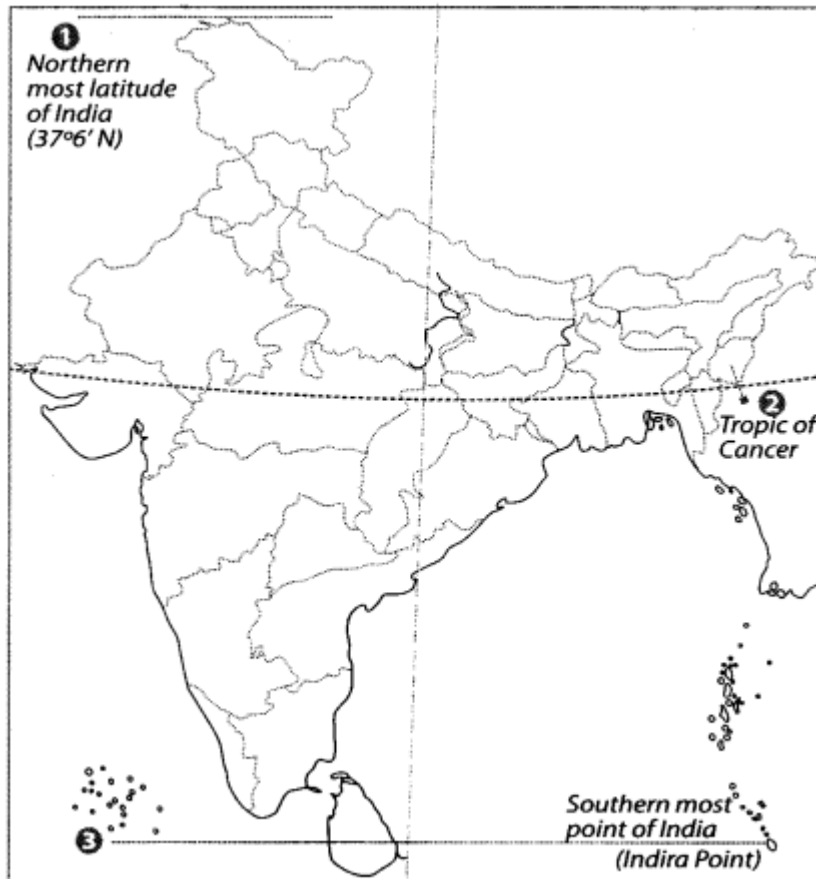 1
Northern
most latitude
of India
(37º6' N)
2
Tropic of
Cancer
Southern most
point of India
3
(Indira Point)